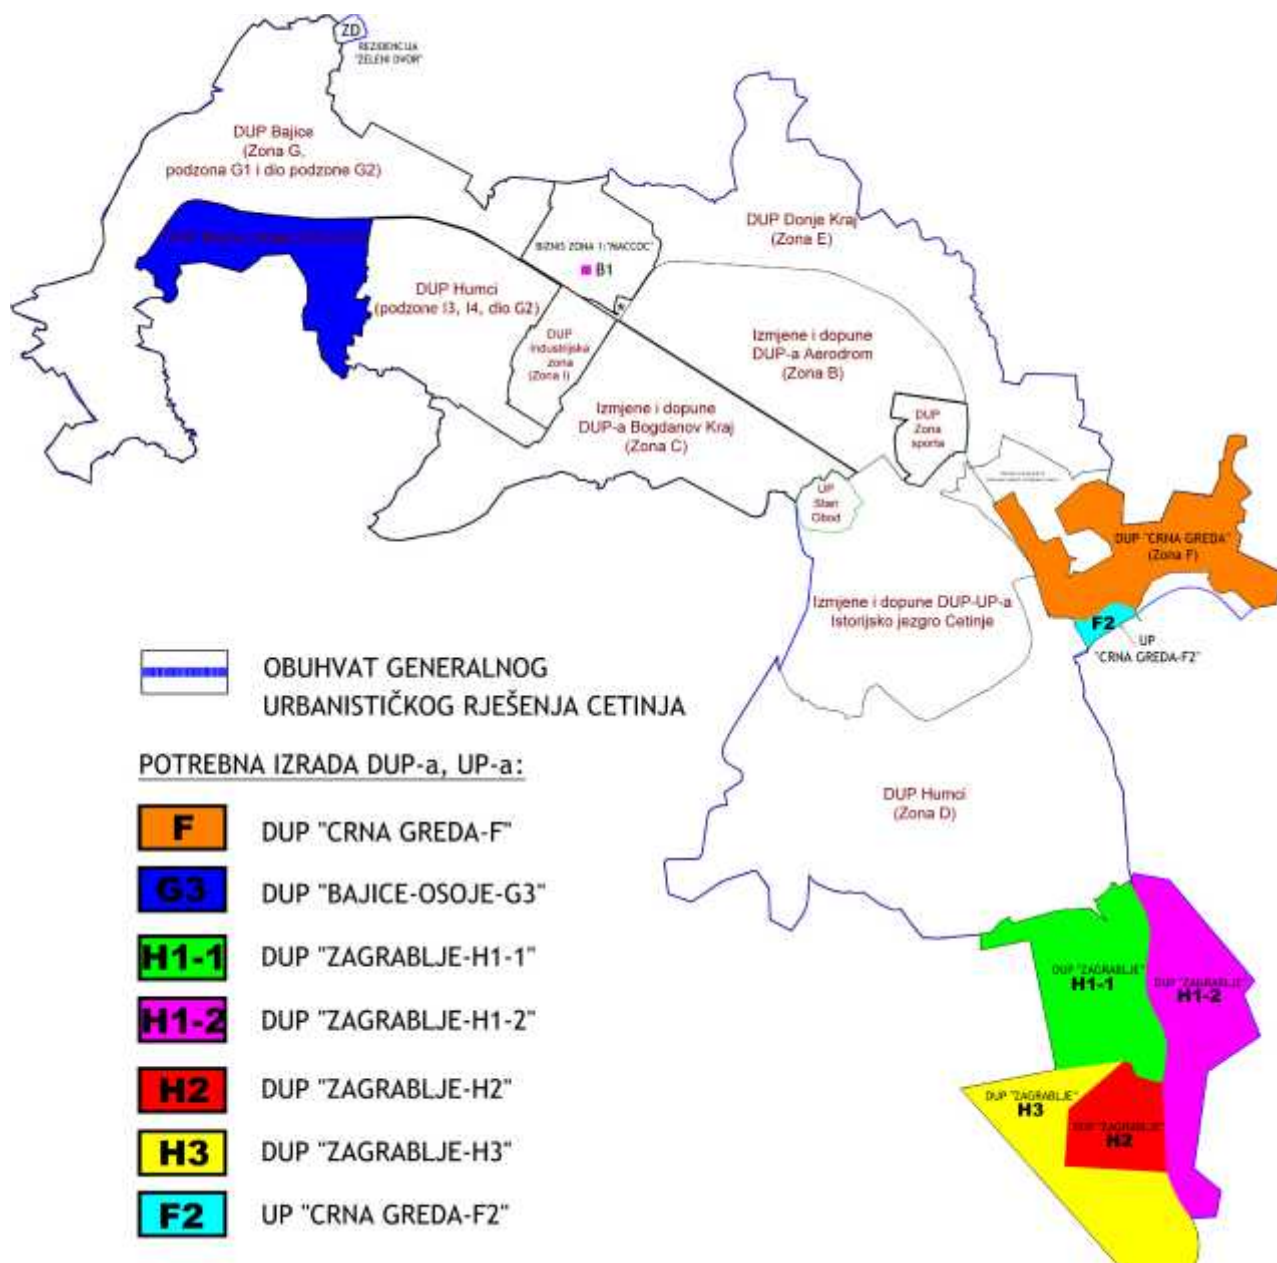 ZD
REZIDENCIJA
"ZELENI DVOR"
DUP Bajice
(Zona G,
podzona G1 i dio podzone G2)
DUP Donje Kraj
(Zona E)
BIZNIS ZONA 1:"NACCOC"
B1
DUP Humci
(podzone I3, I4, dio G2)
DUP
Industrijska
zona
(Zona I)
Izmjene i dopune
DUP-a Aerodrom
(Zona B)
Izmjene i dopune
DUP-a Bogdanov Kraj
(Zona C)
DUP
Zona
sporta
UP
Stari
Obod
DUP "CRNA GREDA"
(Zona F)
Izmjene i dopune DUP-UP-a
Istorijsko jezgro Cetinje
F2
UP
"CRNA GREDA-F2"
OBUHVAT GENERALNOG
URBANISTIČKOG RJEŠENJA CETINJA
POTREBNA IZRADA DUP-a, UP-a:
DUP Humci
(Zona D)
F DUP "CRNA GREDA-F"
G3 DUP "BAJICE-OSOJE-G3"
H1-1 DUP "ZAGRABLJE-H1-1"
H1-2 DUP "ZAGRABLJE-H1-2"
H2 DUP "ZAGRABLJE-H2"
H3 DUP "ZAGRABLJE-H3"
F2 UP "CRNA GREDA-F2"
DUP "ZAGRABLJE"
H1-1
DUP "ZAGRABLJE"
H1-2
DUP "ZAGRABLJE"
H3
DUP "ZAGRABLJE"
H2